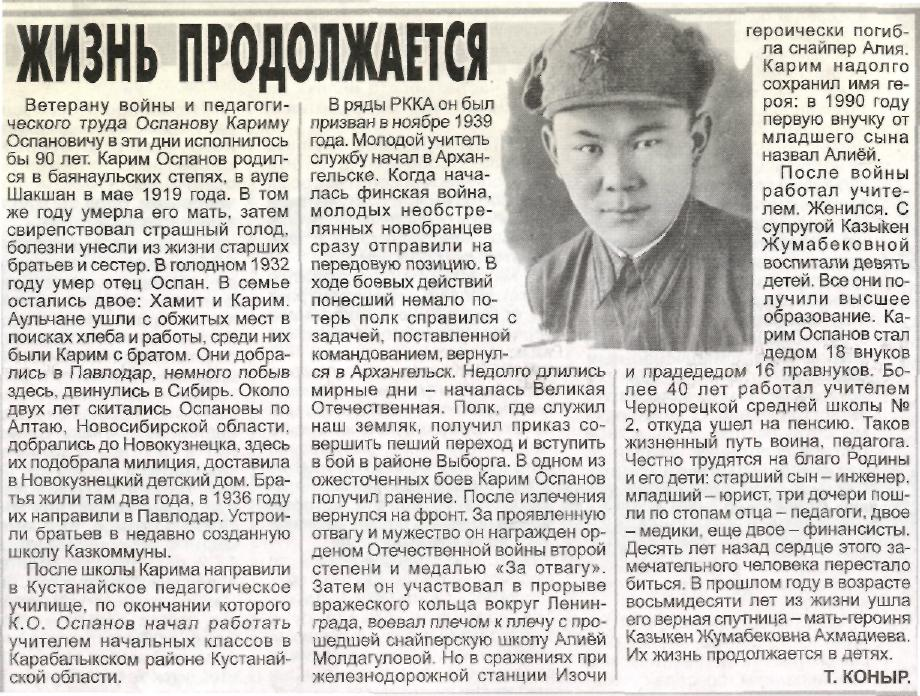 ЖИЗНЬ ПРОДОЛЖАЕТСЯ
Ветерану войны и педагоги-
ческого труда Оспанову Кариму
Оспановичу в эти дни исполнилось
бы 90 лет. Карим Оспанов родил-
ся в баянаульских степях, в ауле
Шакшан в мае 1919 года. В том
же году умерла его мать, затем
свирепствовал страшный голод,
болезни унесли из жизни старших
братьев и сестер. В голодном 1932
году умер отец Оспан. В семье
остались двое: Хамит и Карим.
Аульчане ушли с обжитых мест в
поисках хлеба и работы, среди них
были Карим с братом. Они добра-
лись в Павлодар, немного побыв
здесь, двинулись в Сибирь. Около
двух лет скитались Оспановы по
Алтаю, Новосибирской области,
добрались до Новокузнецка, здесь
их подобрала милиция, доставила
в Новокузнецкий детский дом. Бра-
тья жили там два года, в 1936 году
их направили в Павлодар. Устрои-
ли братьев в недавно созданную
школу Казкоммуны.
После школы Карима направили
в Кустанайское педагогическое
училище, по окончании которого
К.О. Оспанов начал работать
учителем начальных классов в
Карабалыкском районе Кустанай-
ской области.
В ряды РККА он был
призван в ноябре 1939
года. Молодой учитель
службу начал в Архан-
гельске. Когда нача-
лась финская война,
молодых необстре-
лянных новобранцев
сразу отправили на
передовую позицию. В
ходе боевых действий
понесший немало по-
терь полк справился с
задачей, поставленной
командованием, вернул-
ся в Архангельск. Недолго длились
мирные дни – началась Великая
Отечественная. Полк, где служил
наш земляк, получил приказ со-
вершить пеший переход и вступить
в бой в районе Выборга. В одном из
ожесточенных боев Карим Оспанов
получил ранение. После излечения
вернулся на фронт. За проявленную
отвагу и мужество он награжден ор-
деном Отечественной войны второй
степени и медалью «За отвагу».
Затем он участвовал в прорыве
вражеского кольца вокруг Ленин-
града, воевал плечом к плечу с про-
шедшей снайперскую школу Алиёй
Молдагуловой. Но в сражении при
железнодорожной станции Изочи
героически погиб-
ла снайпер Алия.
Карим надолго
сохранил имя ге-
роя: в 1990 году
первую внучку от
младшего сына
назвал Алиёй.
После войны
работал учите-
лем. Женился. С
супругой Казыкен
Жумабековной
воспитали девять
детей. Все они по-
лучили высшее
образование. Ка-
рим Оспанов стал
дедом 18 внуков
и прадедедом 16 правнуков. Бо-
лее 40 лет работал учителем
Чернорецкой средней школы №
2, откуда ушел на пенсию. Таков
жизненный путь воина, педагога.
Честно трудятся на благо Родины
и его дети: старший сын – инженер,
младший – юрист, три дочери пош-
ли по стопам отца – педагоги, двое
– медики, еще двое – финансисты.
Десять лет назад сердце этого за-
мечательного человека перестало
биться. В прошлом году в возрасте
восьмидесяти лет из жизни ушла
его верная спутница – мать-героиня
Казыкен Жумабековна Ахмадиева.
Их жизнь продолжается в детях.
Т. КОНЫР.